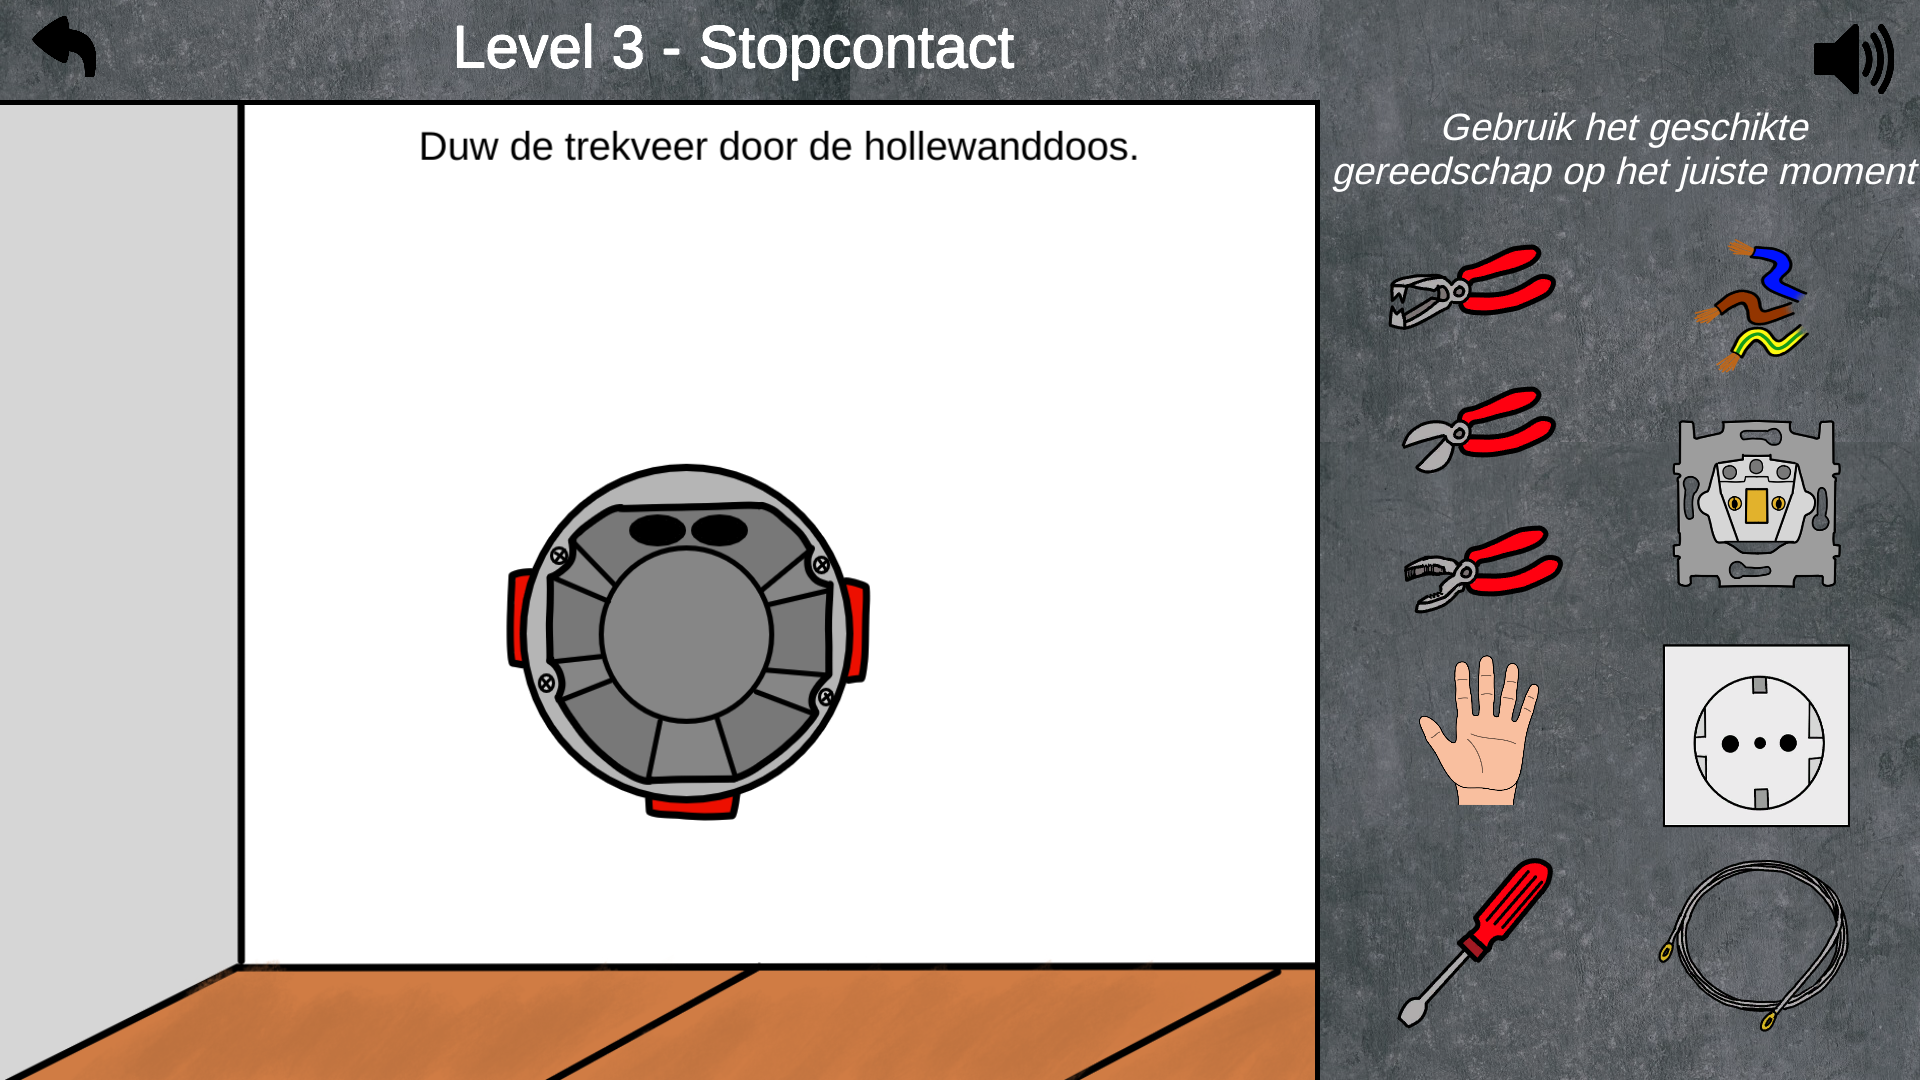 Level 3 - Stopcontact
Duw de trekveer door de hollewanddoos.
Gebruik het geschikte
gereedschap op het juiste moment